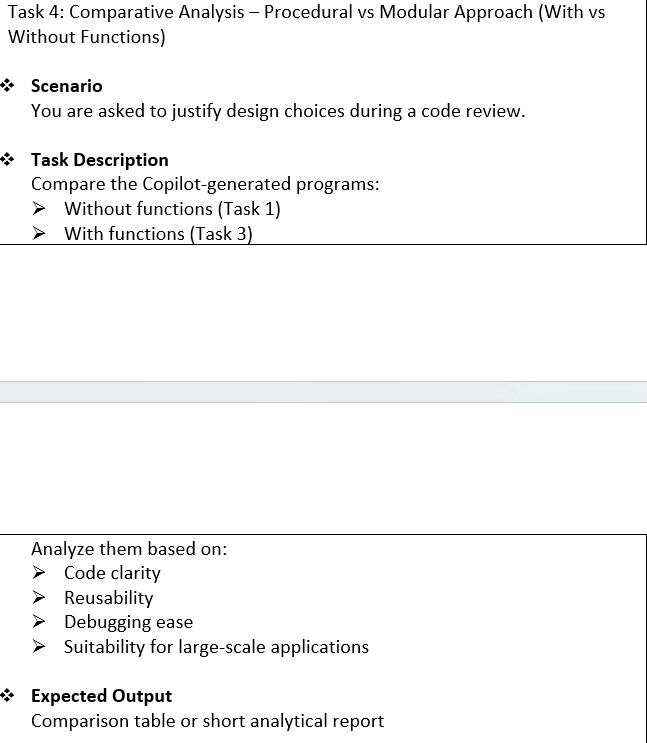 Task 4: Comparative Analysis – Procedural vs Modular Approach (With vs
Without Functions)
❖ Scenario
You are asked to justify design choices during a code review.
❖ Task Description
Compare the Copilot-generated programs:
➢ Without functions (Task 1)
➢ With functions (Task 3)
Analyze them based on:
➢ Code clarity
➢ Reusability
➢ Debugging ease
➢ Suitability for large-scale applications
❖ Expected Output
Comparison table or short analytical report